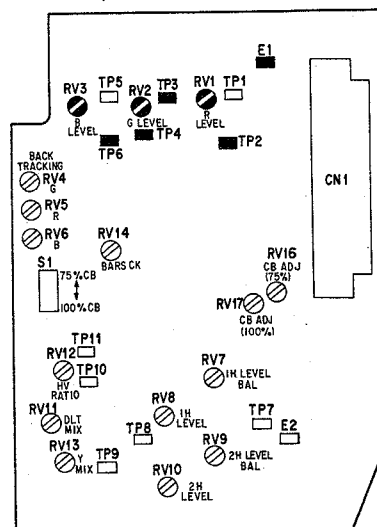 E1
RV3
TP5
RV2
TP3
RV1
TP1
B
LEVEL
G LEVEL
R
LEVEL
TP6
TP4
TP2
CN1
BACK
TRACKING
RV4
G
RV5
R
RV6
B
RV14
BARS CK
S1
75%CB
100%CB
RV16
CB ADJ
(75%)
RV17
CB ADJ
(100%)
TP11
RV12
TP10
HV
RATIO
RV7
1H LEVEL
BAL
RV11
DLT
MIX
RV8
1H
LEVEL
TP8
TP7
E2
RV13
Y
MIX
TP9
RV9
2H LEVEL
BAL
RV10
2H
LEVEL